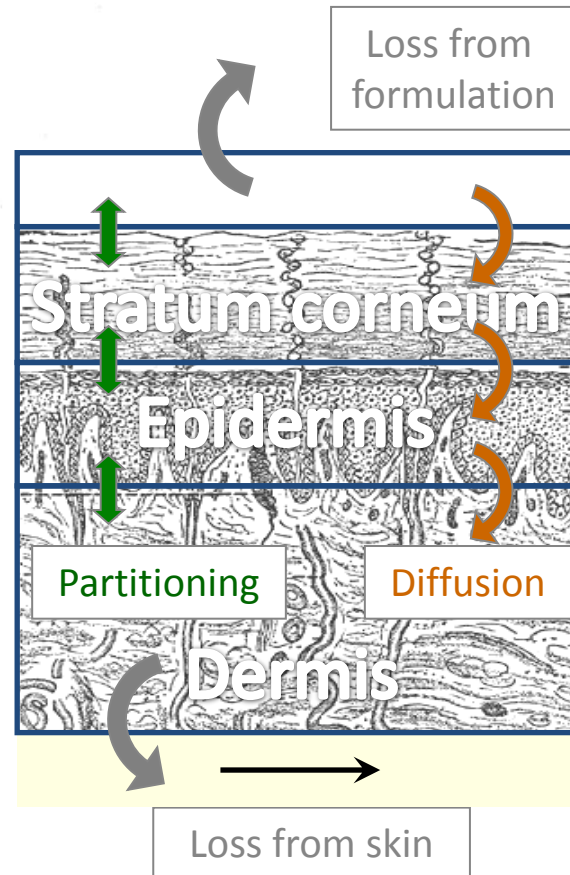 Loss from
formulation
Stratum corneum
Epidermis
Partitioning
Diffusion
Dermis
Loss from skin